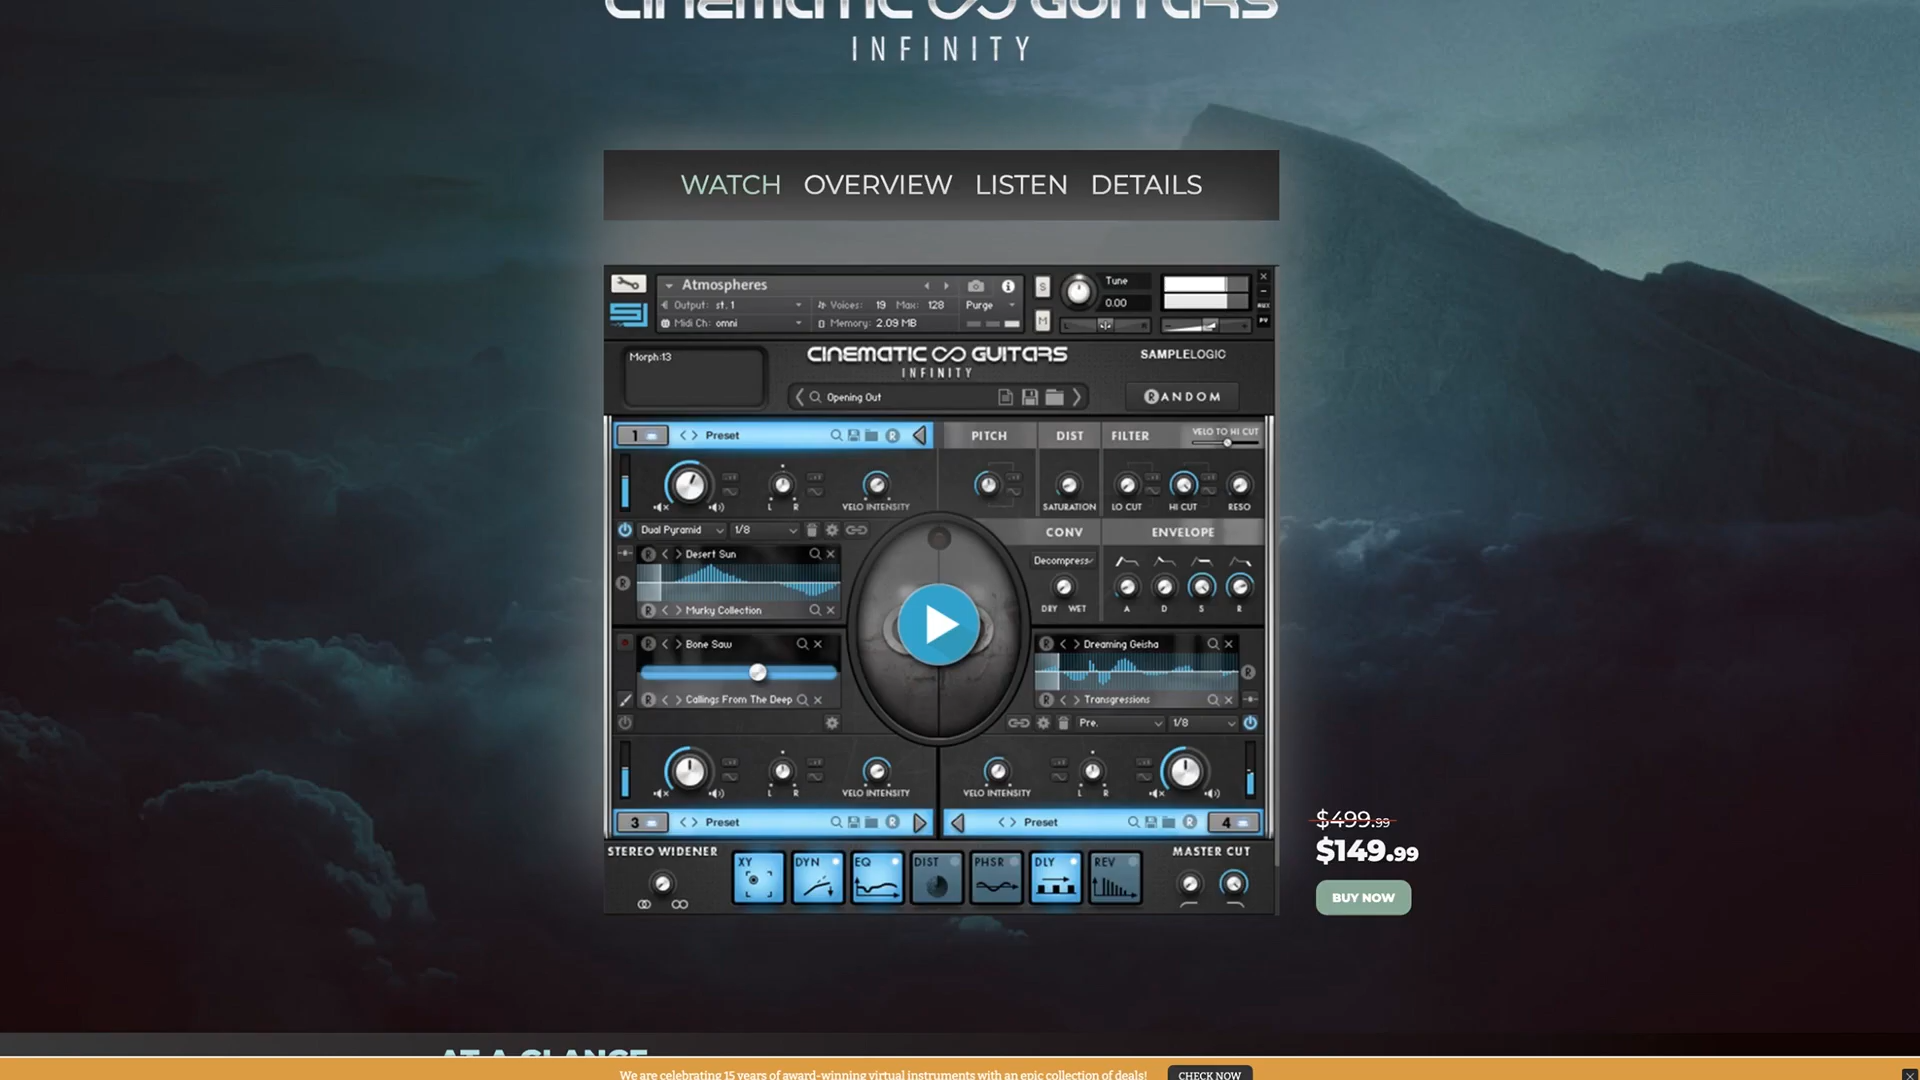 CINEMATIC GUITARS
INFINITY
WATCH OVERVIEW LISTEN DETAILS
Atmospheres
Output: st. 1
Voices: 19 Max: 128
Purge
Midi Ch: omni
Memory: 2.09 MB
S
M
Tune
0.00
L R
AUX
PV
Morph:13
CINEMATIC GUITARS
INFINITY
SAMPLELOGIC
Opening Out
RANDOM
1
Preset
R
PITCH
DIST
FILTER
VELO TO HI CUT
L R
VELO INTENSITY
SATURATION
LO CUT
HI CUT
RESO
Dual Pyramid
1/8
CONV
ENVELOPE
R Desert Sun
R
R Murky Collection
Decompress
DRY WET
A D S R
R Bone Saw
R Callings From The Deep
R Dreaming Geisha
R
R Transgressions
Pre.
1/8
L R
VELO INTENSITY
VELO INTENSITY
L R
3
Preset
R
Preset
R
4
STEREO WIDENER
XY
DYN
EQ
DIST
PHSR
DLY
REV
MASTER CUT
$499.99
$149.99
BUY NOW
AT A GLANCE
We are celebrating 15 years of award-winning virtual instruments with an epic collection of deals!
CHECK NOW